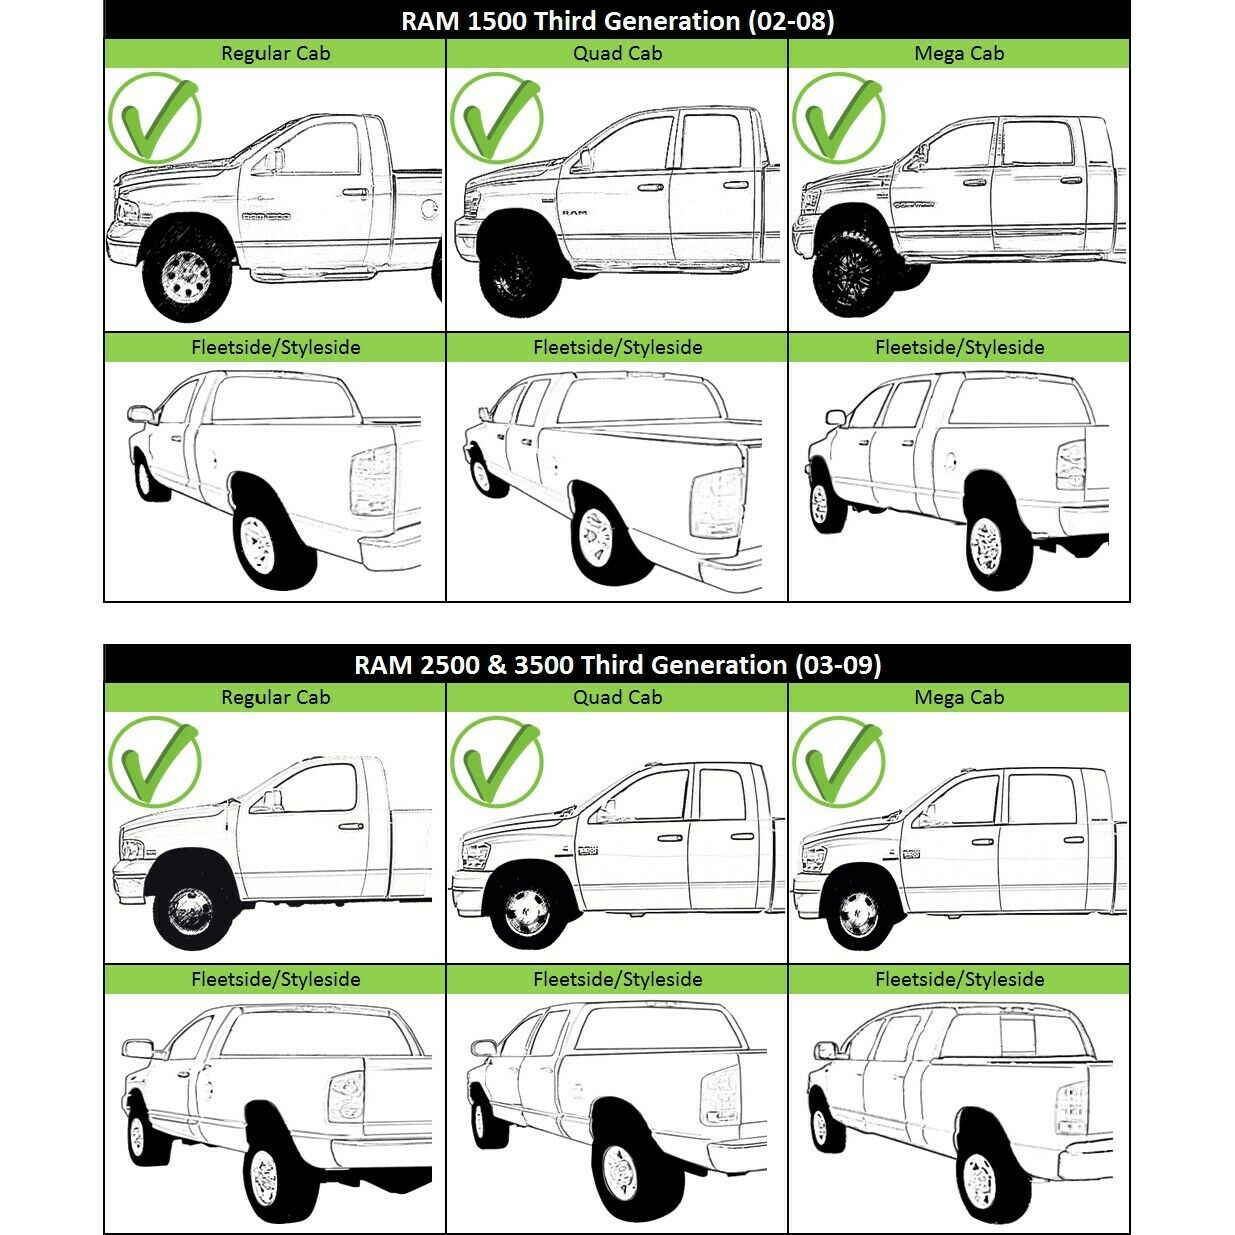 RAM 1500 Third Generation (02-08)
Regular Cab Quad Cab Mega Cab
RAM
Fleetside/Styleside Fleetside/Styleside Fleetside/Styleside
RAM 2500 & 3500 Third Generation (03-09)
Regular Cab Quad Cab Mega Cab
Fleetside/Styleside Fleetside/Styleside Fleetside/Styleside